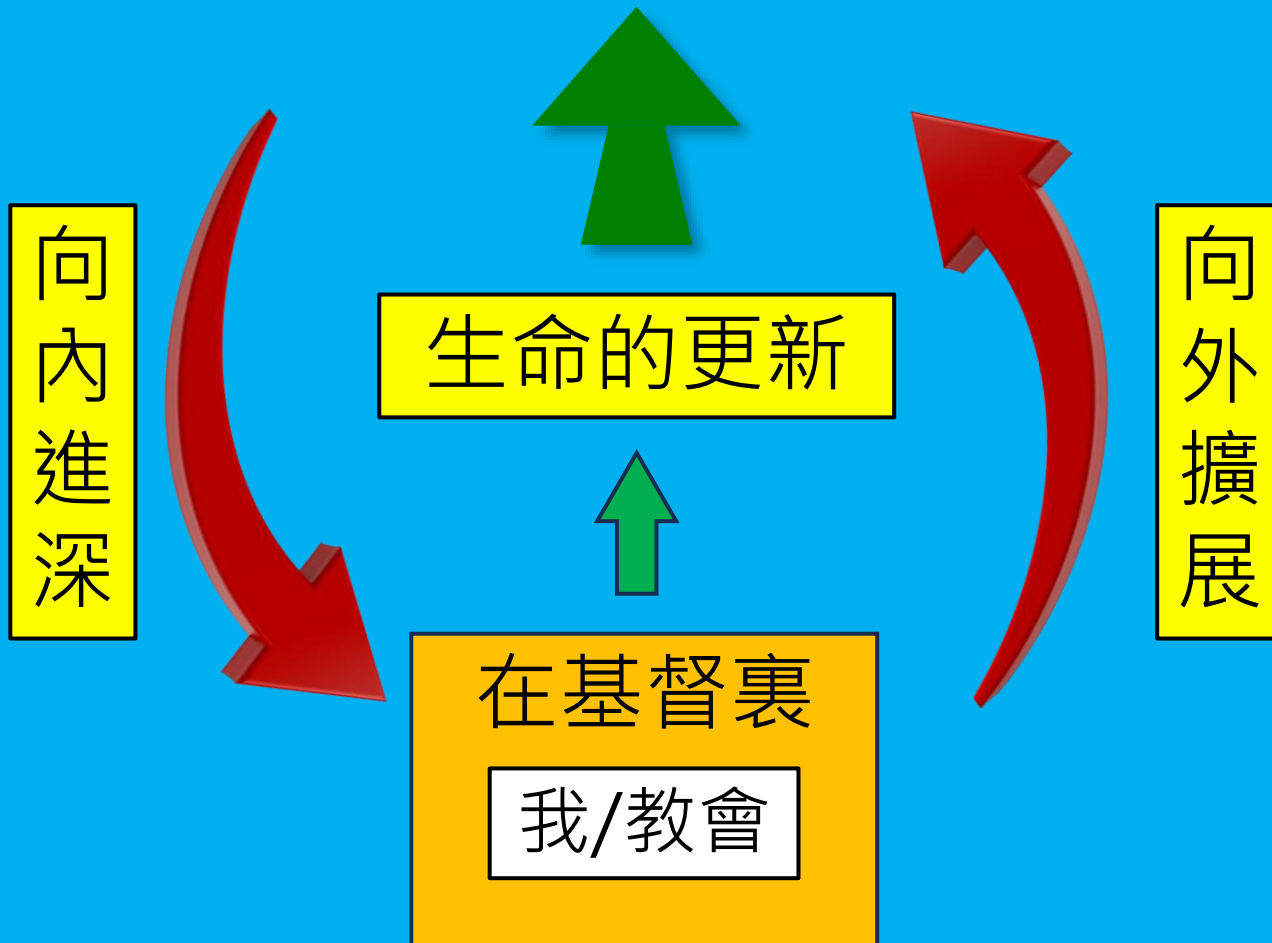 向內進深
生命的更新
向外擴展
在基督裏
我/教會